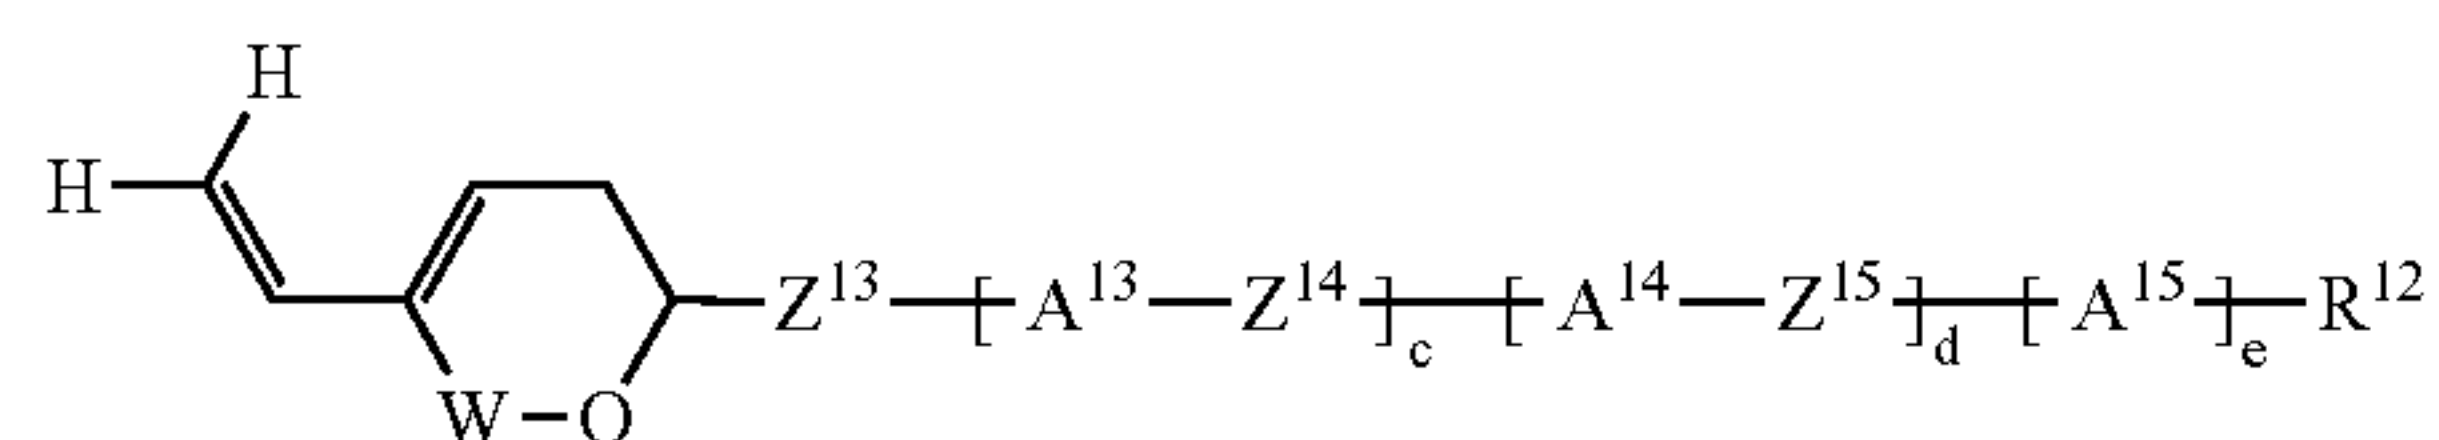 H
H
Z13 [ A13 Z14 ]c [ A14 Z15 ]d [ A15 ]e R12
W O